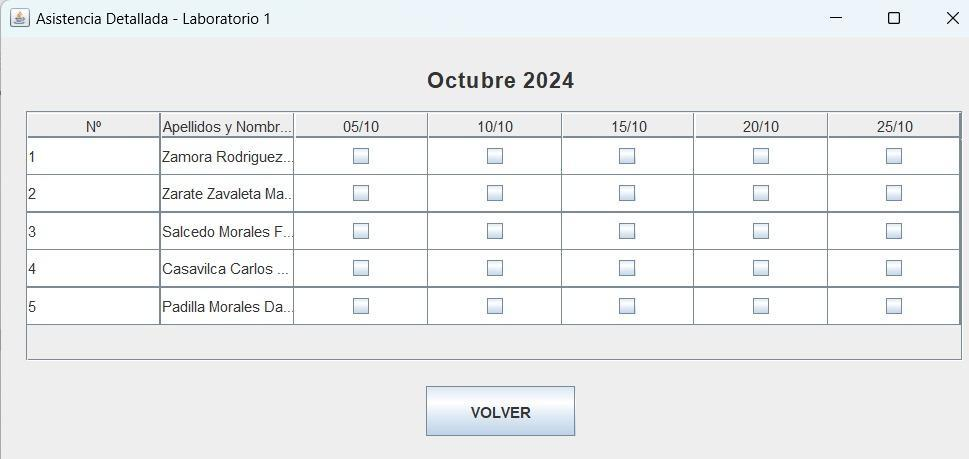 Asistencia Detallada - Laboratorio 1
Octubre 2024
Nº Apellidos y Nombr... 05/10 10/10 15/10 20/10 25/10
1 Zamora Rodriguez...
2 Zarate Zavaleta Ma...
3 Salcedo Morales F...
4 Casavilca Carlos ...
5 Padilla Morales Da...
VOLVER